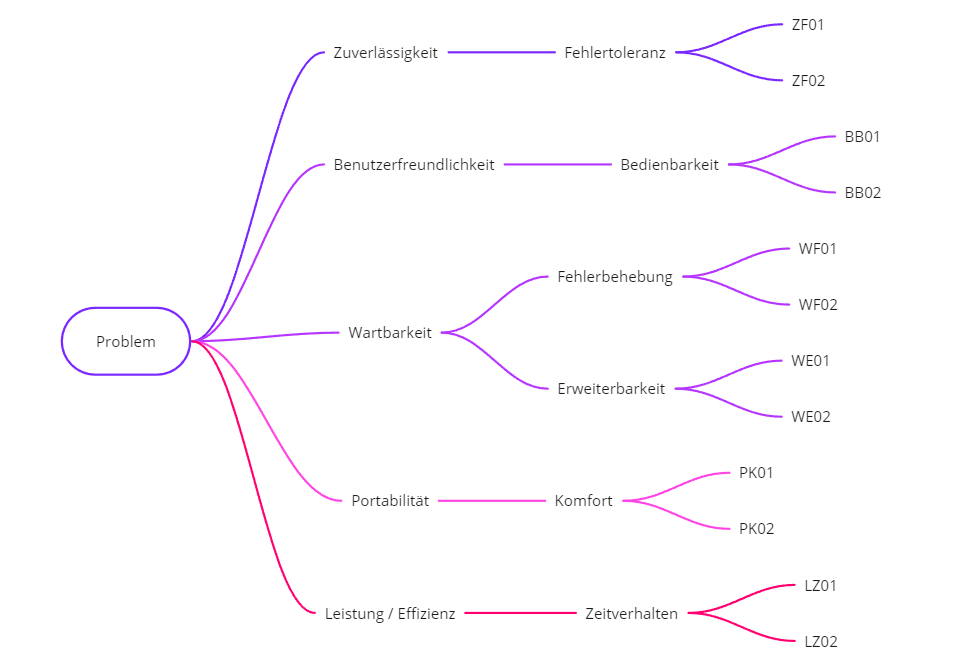 Problem
Zuverlässigkeit
Fehlertoleranz
ZF01
ZF02
Benutzerfreundlichkeit
Bedienbarkeit
BB01
BB02
Wartbarkeit
Fehlerbehebung
WF01
WF02
Erweiterbarkeit
WE01
WE02
Portabilität
Komfort
PK01
PK02
Leistung / Effizienz
Zeitverhalten
LZ01
LZ02